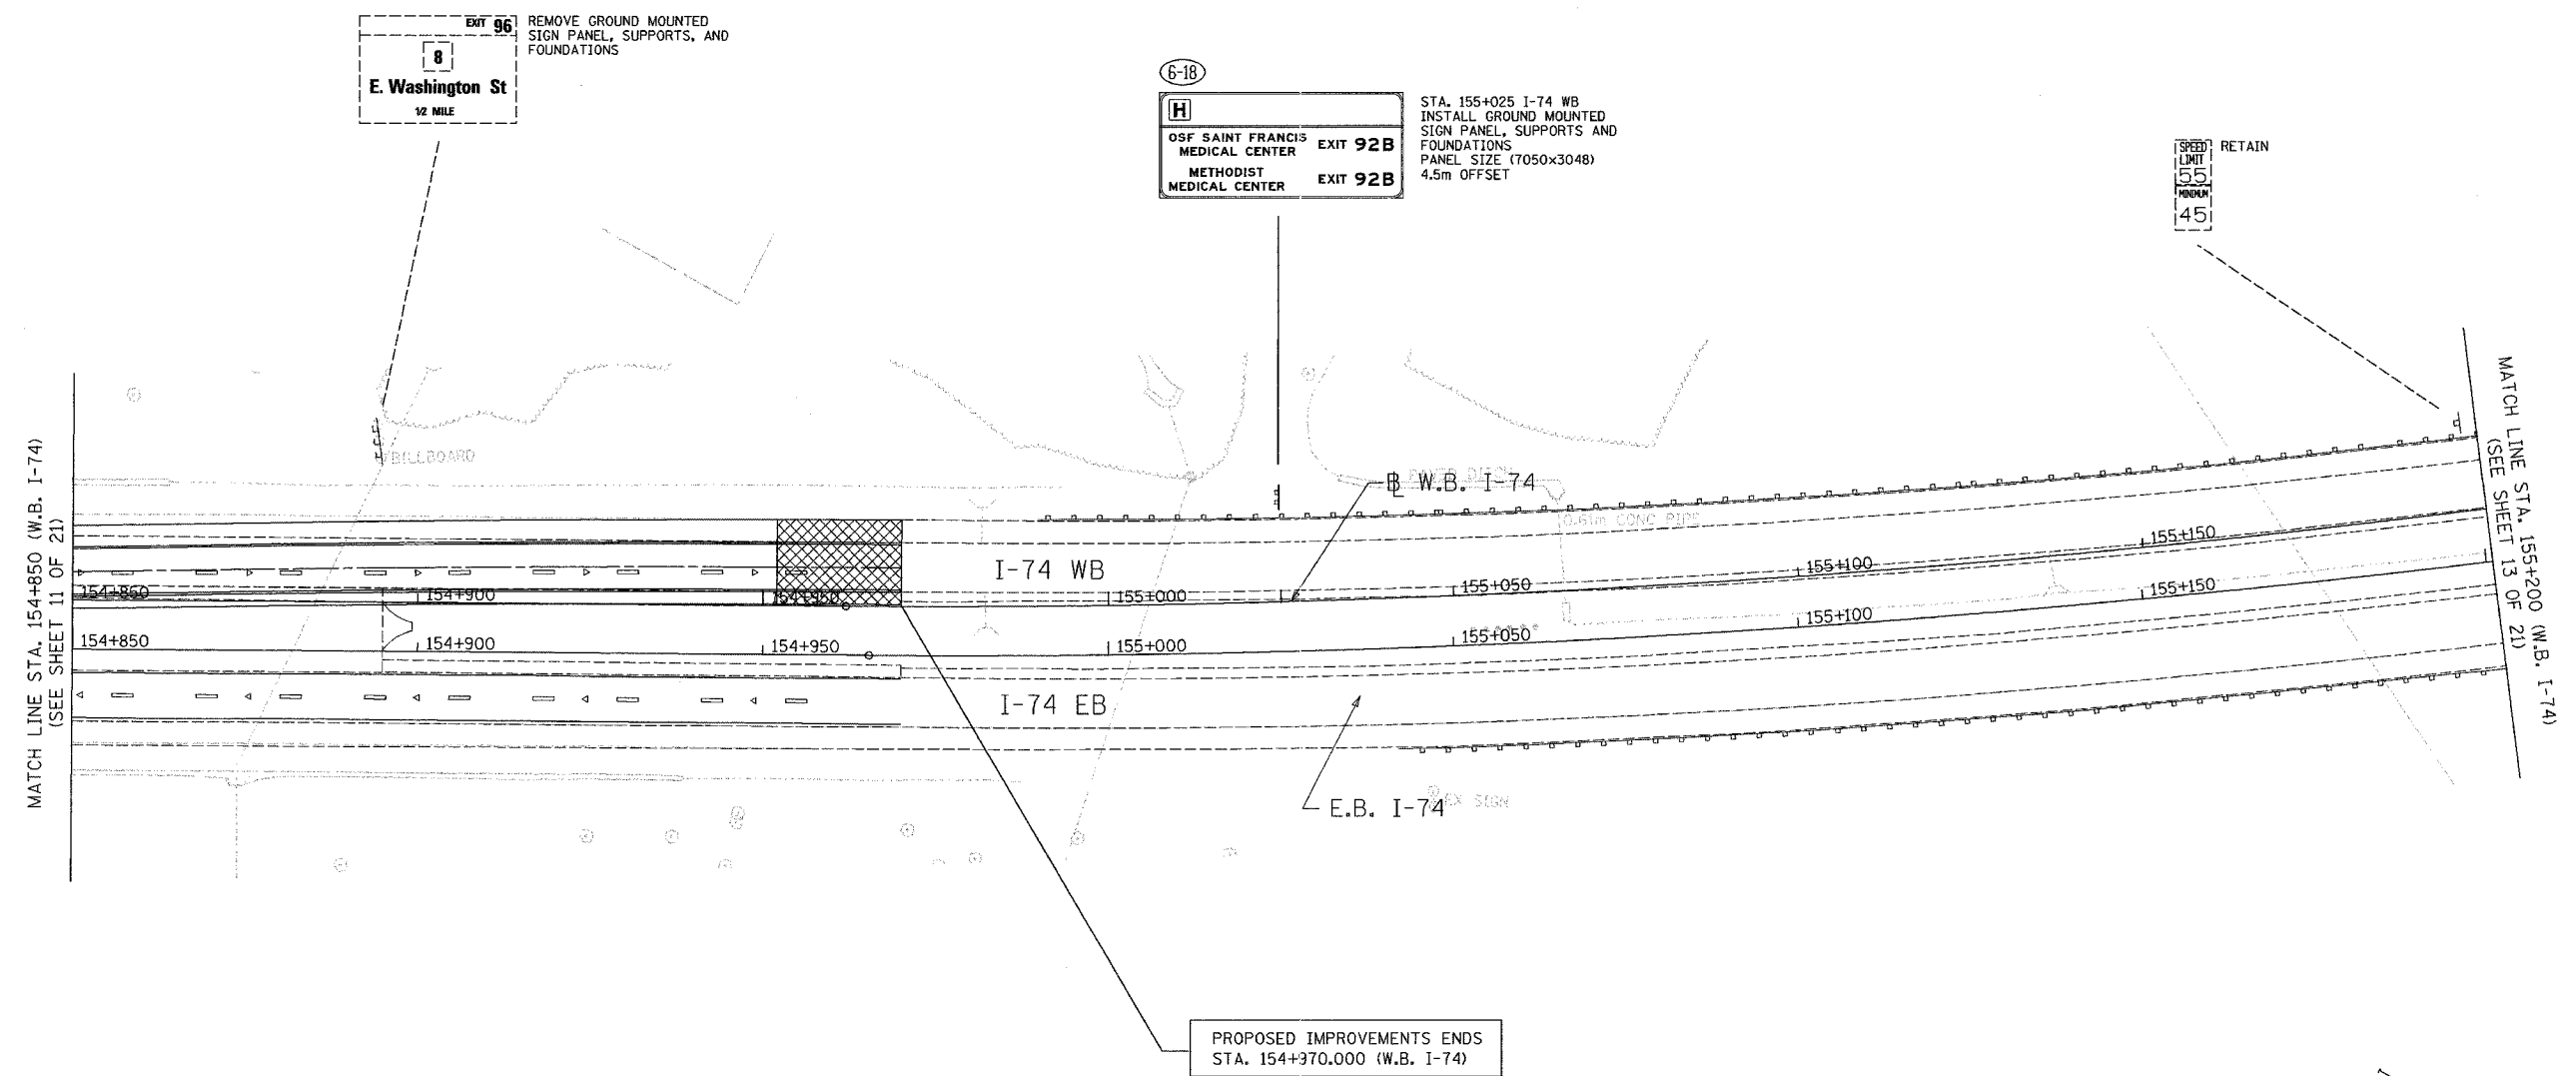 EXIT 96
8
E. Washington St
1/2 MILE
REMOVE GROUND MOUNTED
SIGN PANEL, SUPPORTS, AND
FOUNDATIONS
6-18
H
OSF SAINT FRANCIS
MEDICAL CENTER
EXIT 92B
METHODIST
MEDICAL CENTER
EXIT 92B
STA. 155+025 I-74 WB
INSTALL GROUND MOUNTED
SIGN PANEL, SUPPORTS AND
FOUNDATIONS
PANEL SIZE (7050x3048)
4.5m OFFSET
SPEED
LIMIT
55
MINIMUM
45
RETAIN
MATCH LINE STA. 154+850 (W.B. I-74)
(SEE SHEET 11 OF 21)
BILLBOARD
PAVED DITCH
℄ W.B. I-74
0.61m CONC PIPE
I-74 WB
154+850
154+900
154+950
155+000
155+050
155+100
155+150
154+850
154+900
154+950
155+000
155+050
155+100
155+150
I-74 EB
E.B. I-74
EX SIGN
MATCH LINE STA. 155+200 (W.B. I-74)
(SEE SHEET 13 OF 21)
PROPOSED IMPROVEMENTS ENDS
STA. 154+970.000 (W.B. I-74)